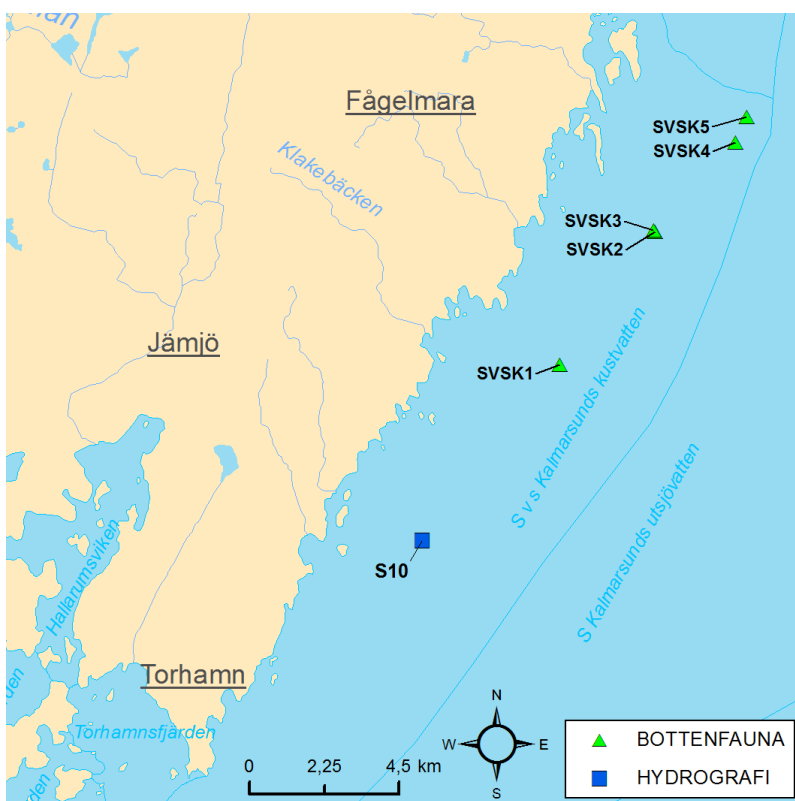 Fågelmara
Klakebäcken
SVSK5
SVSK4
SVSK3
SVSK2
Jämjö
SVSK1
S v s Kalmarsunds kustvatten
S Kalmarsunds utsjövatten
S10
Hallarumsviken
Torhamn
Torhamnsfjärden
N
W E
S
0 2,25 4,5 km
BOTTENFAUNA
HYDROGRAFI